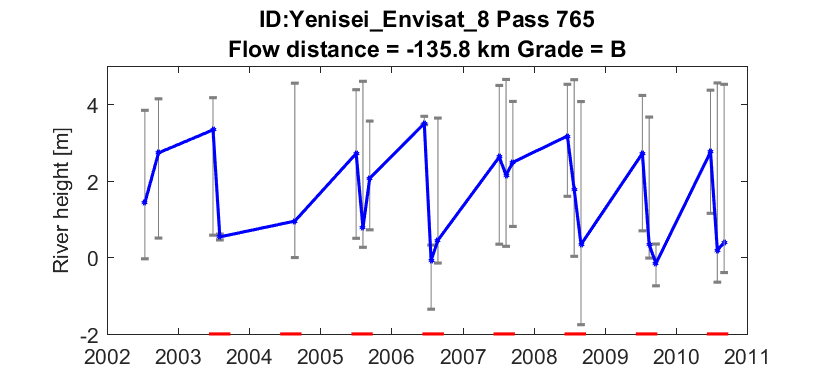 ID:Yenisei_Envisat_8 Pass 765
Flow distance = -135.8 km Grade = B
River height [m]
4
2
0
-2
2002 2003 2004 2005 2006 2007 2008 2009 2010 2011